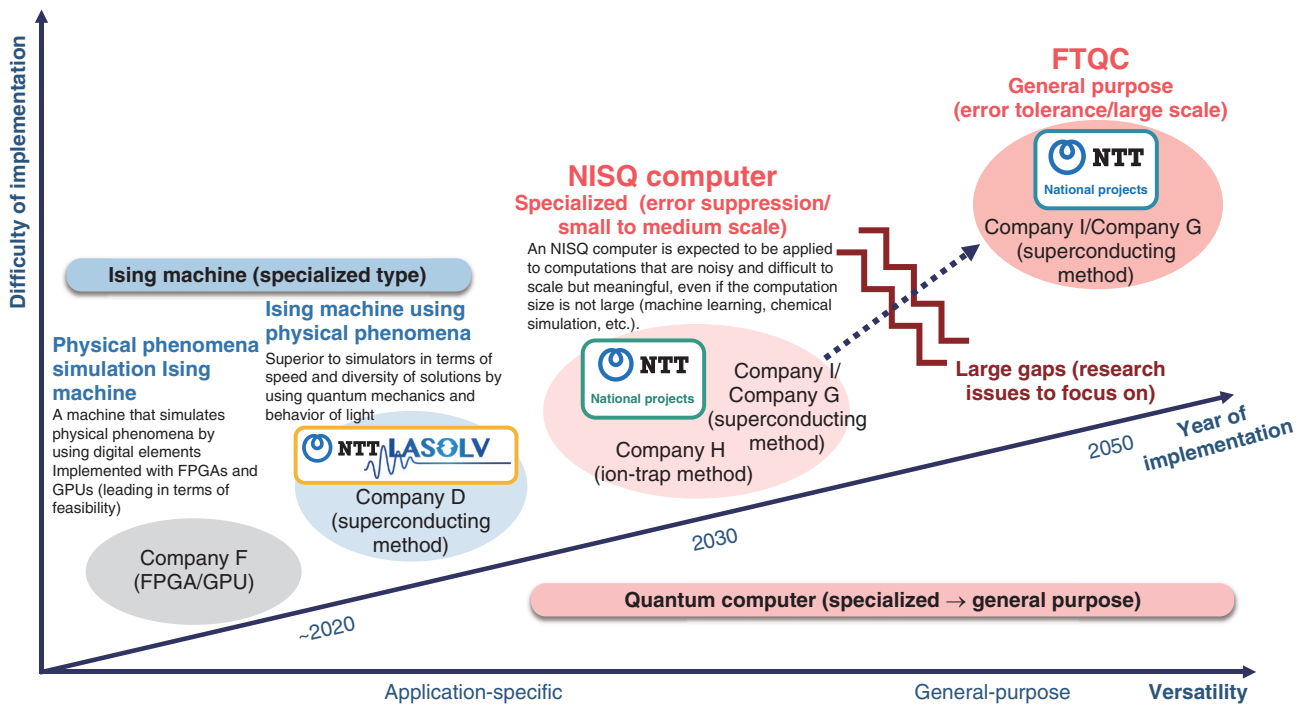 Difficulty of implementation
FTQC
General purpose
(error tolerance/large scale)
NTT
National projects
Company I/Company G
(superconducting
method)
NISQ computer
Specialized (error suppression/
small to medium scale)
An NISQ computer is expected to be applied
to computations that are noisy and difficult to
scale but meaningful, even if the computation
size is not large (machine learning, chemical
simulation, etc.).
NTT
National projects
Company I/
Company G
(superconducting
method)
Company H
(ion-trap method)
Large gaps (research
issues to focus on)
Ising machine (specialized type)
Ising machine using
physical phenomena
Superior to simulators in terms of
speed and diversity of solutions by
using quantum mechanics and
behavior of light
NTT LASOLV
Company D
(superconducting
method)
Physical phenomena
simulation Ising
machine
A machine that simulates
physical phenomena by
using digital elements
Implemented with FPGAs and
GPUs (leading in terms of
feasibility)
Company F
(FPGA/GPU)
~2020
2030
2050
Year of
implementation
Quantum computer (specialized → general purpose)
Application-specific
General-purpose
Versatility